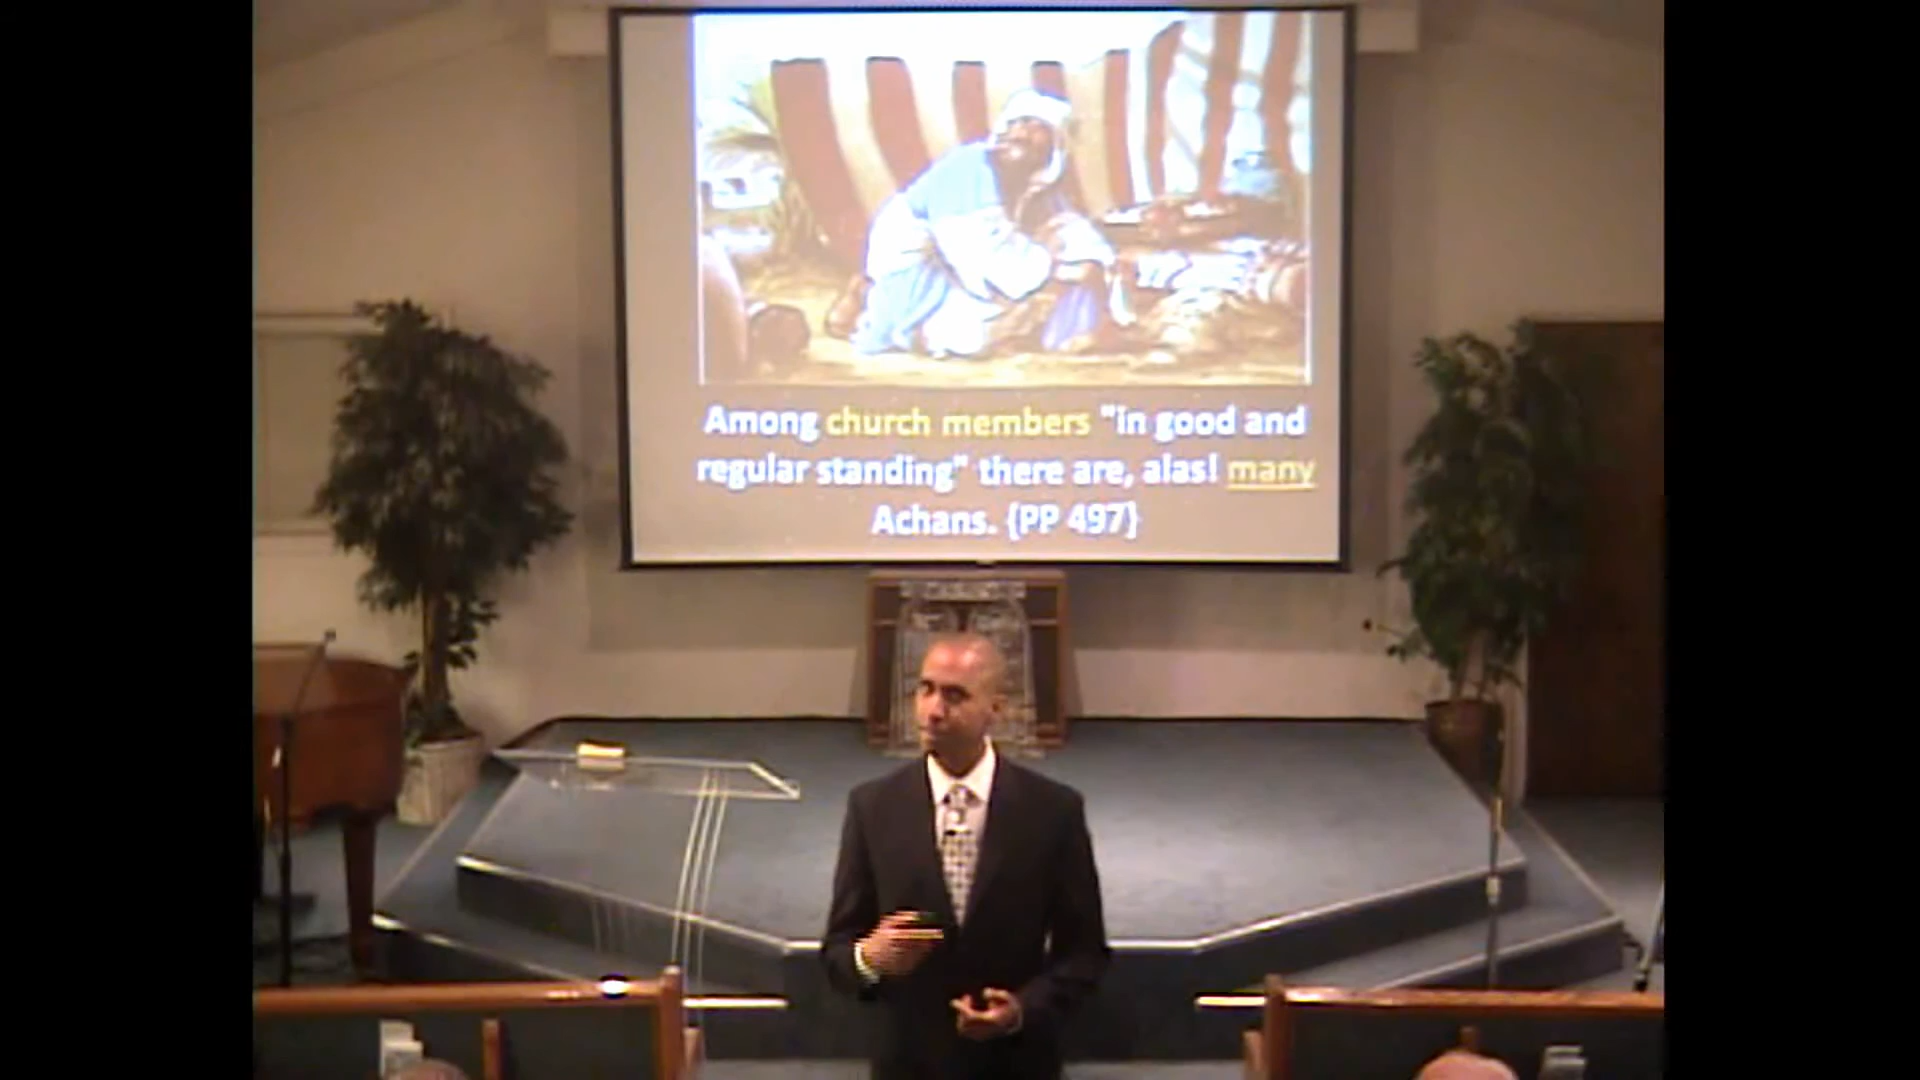 Among church members "in good and
regular standing" there are, alas! many
Achans. {PP 497}